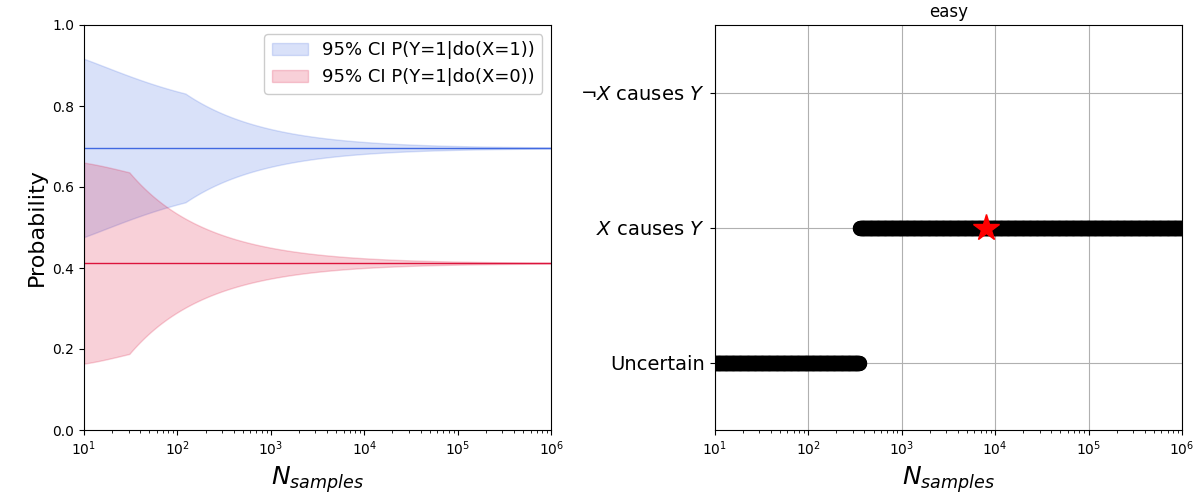 easy
1.0
0.8
0.6
0.4
0.2
0.0
Probability
95% CI P(Y=1|do(X=1))
95% CI P(Y=1|do(X=0))
10¹ 10² 10³ 10⁴ 10⁵ 10⁶
N_samples
¬X causes Y
X causes Y
Uncertain
10¹ 10² 10³ 10⁴ 10⁵ 10⁶
N_samples